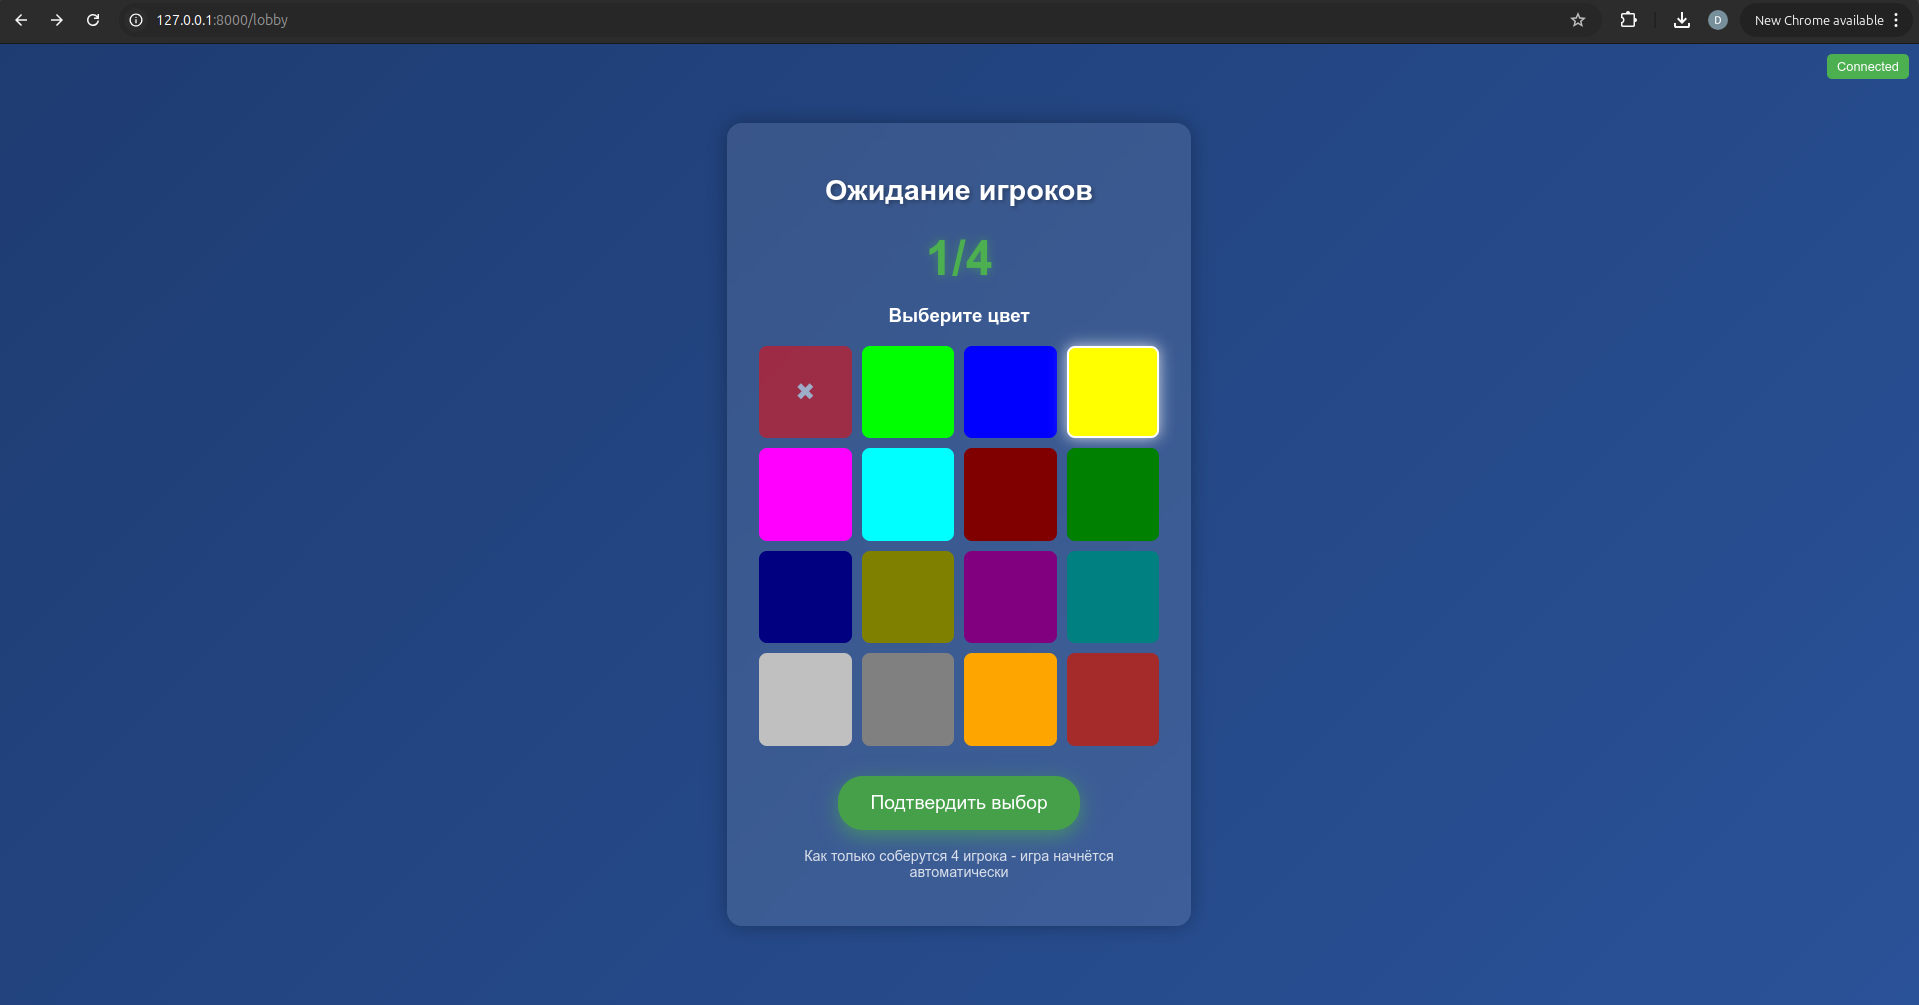 127.0.0.1:8000/lobby
D
New Chrome available
Connected
Ожидание игроков
1/4
Выберите цвет
✖
Подтвердить выбор
Как только соберутся 4 игрока - игра начнётся
автоматически